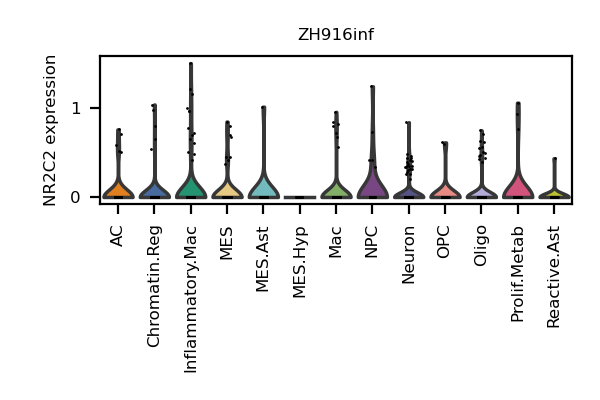 ZH916inf
NR2C2 expression
1
0
AC
Chromatin.Reg
Inflammatory.Mac
MES
MES.Ast
MES.Hyp
Mac
NPC
Neuron
OPC
Oligo
Prolif.Metab
Reactive.Ast